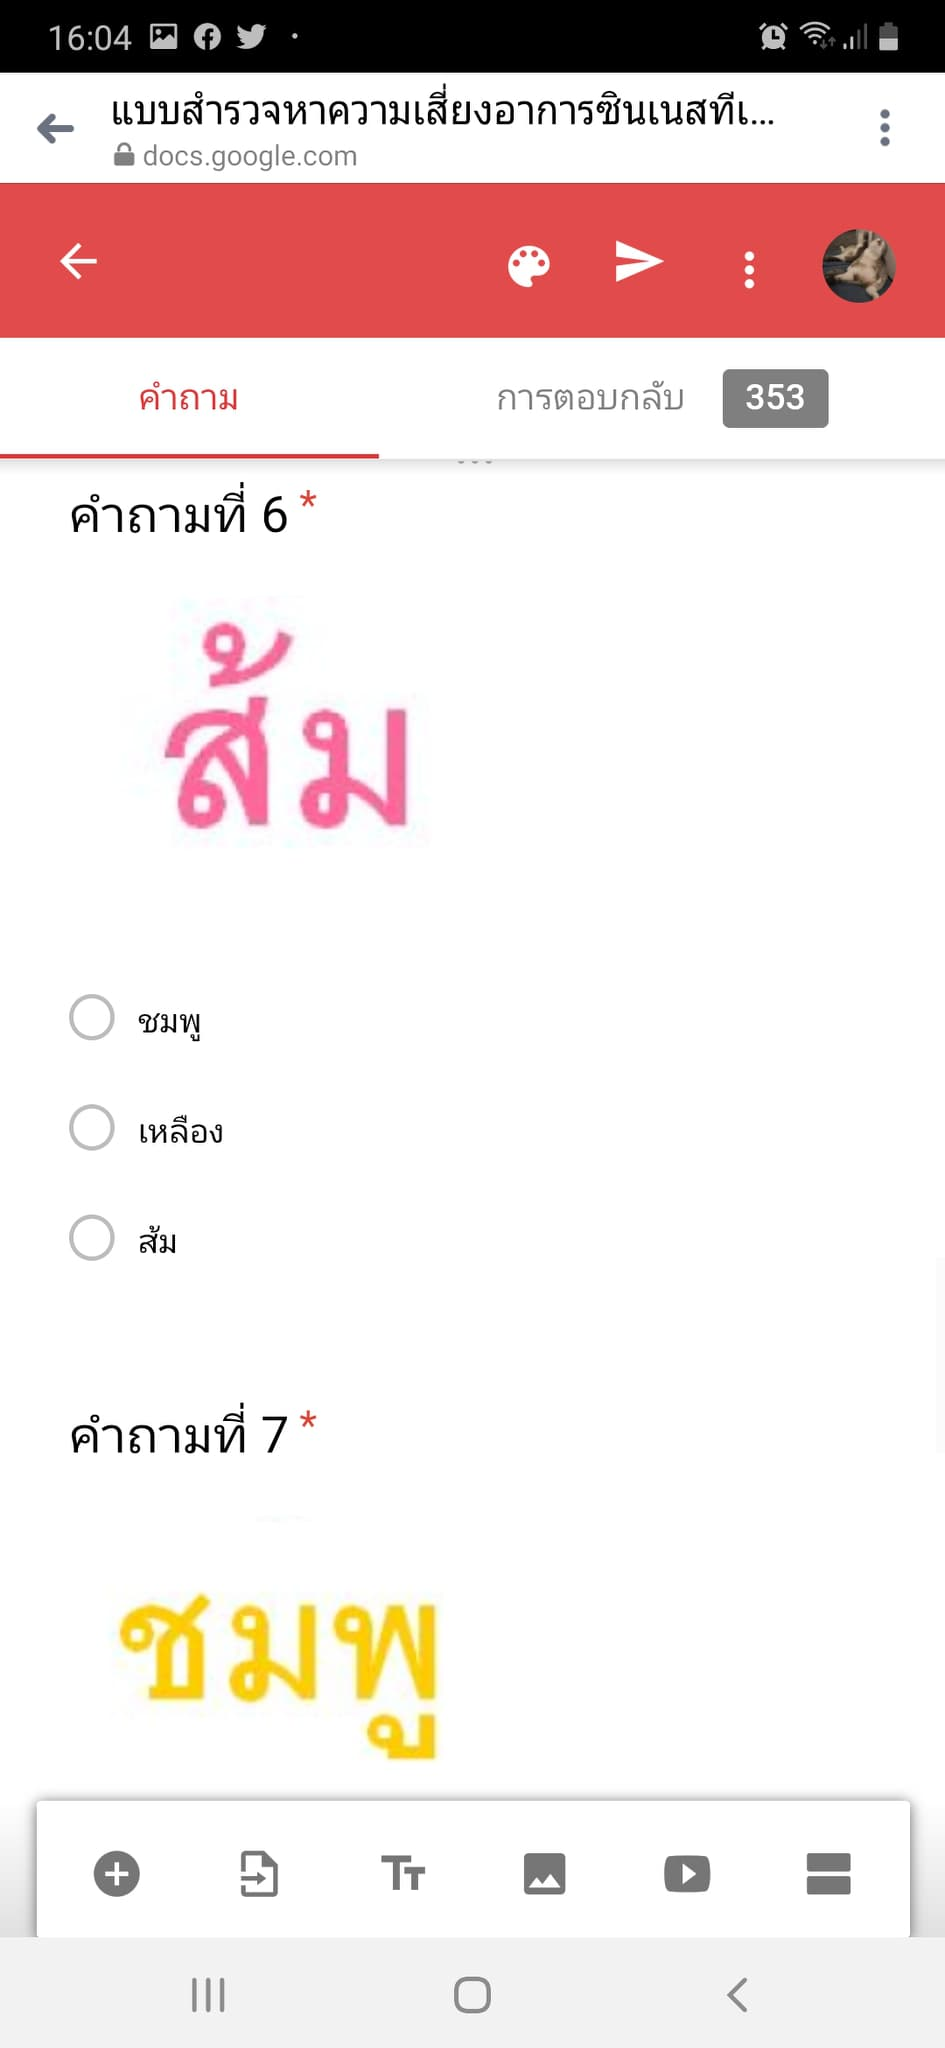 16:04
แบบสำรวจหาความเสี่ยงอาการซินเนสทีเ...
docs.google.com
คำถาม
การตอบกลับ 353
คำถามที่ 6 *
ส้ม
ชมพู
เหลือง
ส้ม
คำถามที่ 7 *
ชมพู